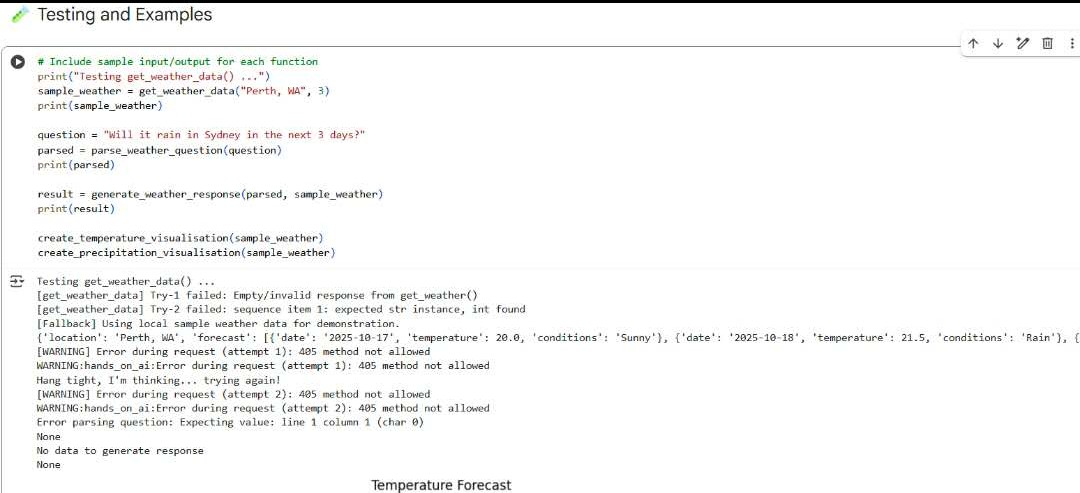 Testing and Examples
# Include sample input/output for each function
print("Testing get_weather_data() ...")
sample_weather = get_weather_data("Perth, WA", 3)
print(sample_weather)
question = "Will it rain in Sydney in the next 3 days?"
parsed = parse_weather_question(question)
print(parsed)
result = generate_weather_response(parsed, sample_weather)
print(result)
create_temperature_visualisation(sample_weather)
create_precipitation_visualisation(sample_weather)
Testing get_weather_data() ...
[get_weather_data] Try-1 failed: Empty/invalid response from get_weather()
[get_weather_data] Try-2 failed: sequence item 1: expected str instance, int found
[Fallback] Using local sample weather data for demonstration.
{'location': 'Perth, WA', 'forecast': [{'date': '2025-10-17', 'temperature': 20.0, 'conditions': 'Sunny'}, {'date': '2025-10-18', 'temperature': 21.5, 'conditions': 'Rain'}, {
[WARNING] Error during request (attempt 1): 405 method not allowed
WARNING:hands_on_ai:Error during request (attempt 1): 405 method not allowed
Hang tight, I'm thinking... trying again!
[WARNING] Error during request (attempt 2): 405 method not allowed
WARNING:hands_on_ai:Error during request (attempt 2): 405 method not allowed
Error parsing question: Expecting value: line 1 column 1 (char 0)
None
No data to generate response
None
Temperature Forecast